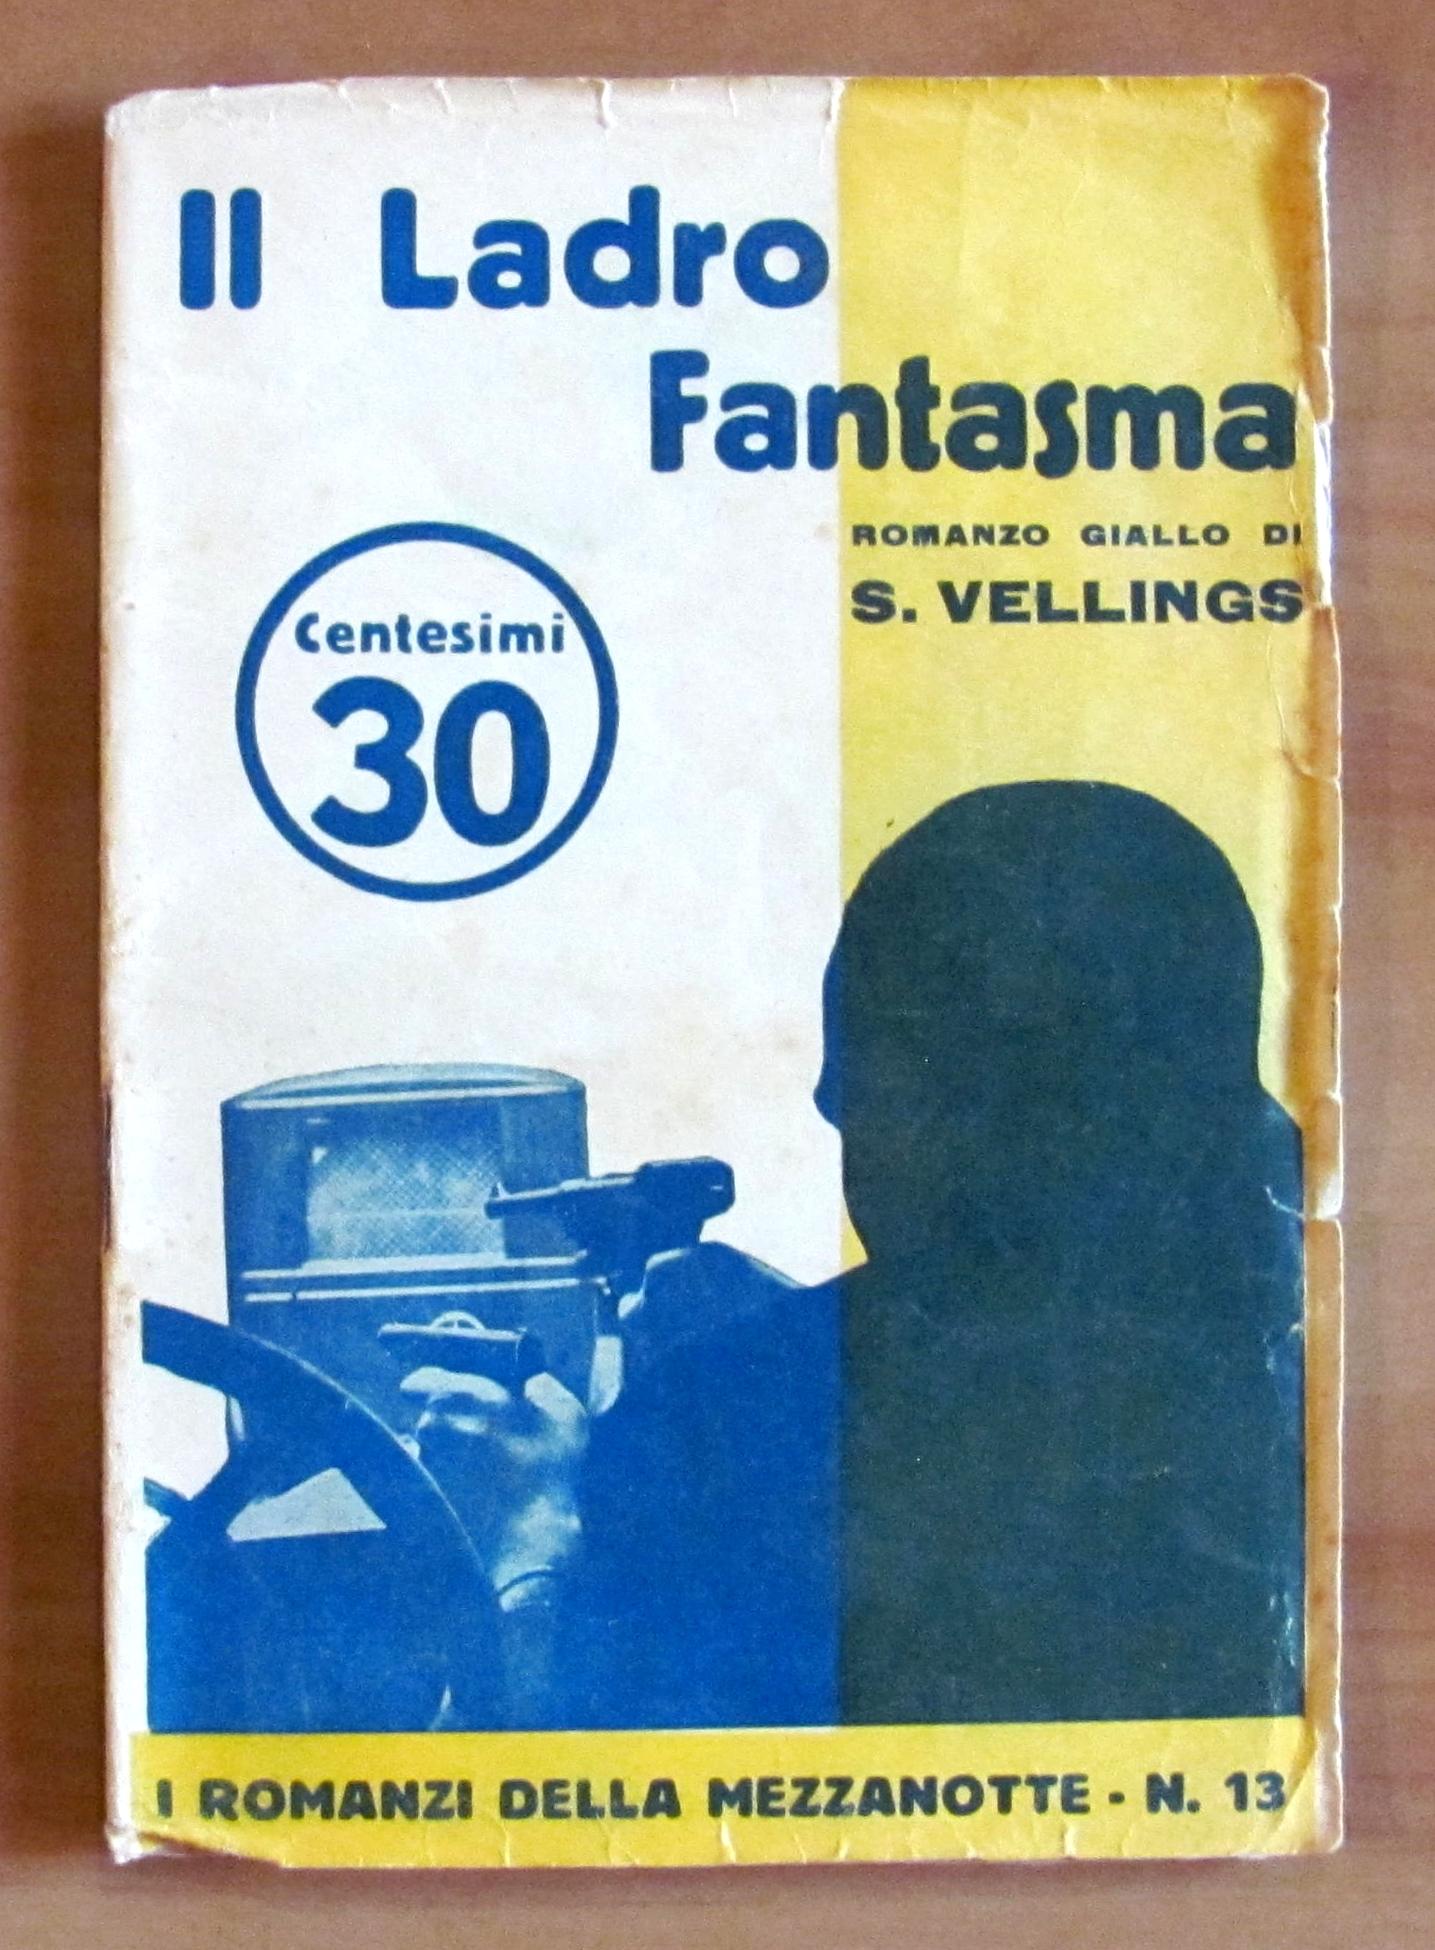 Il Ladro
Fantasma
ROMANZO GIALLO DI
S. VELLINGS
Centesimi
30
I ROMANZI DELLA MEZZANOTTE - N. 13